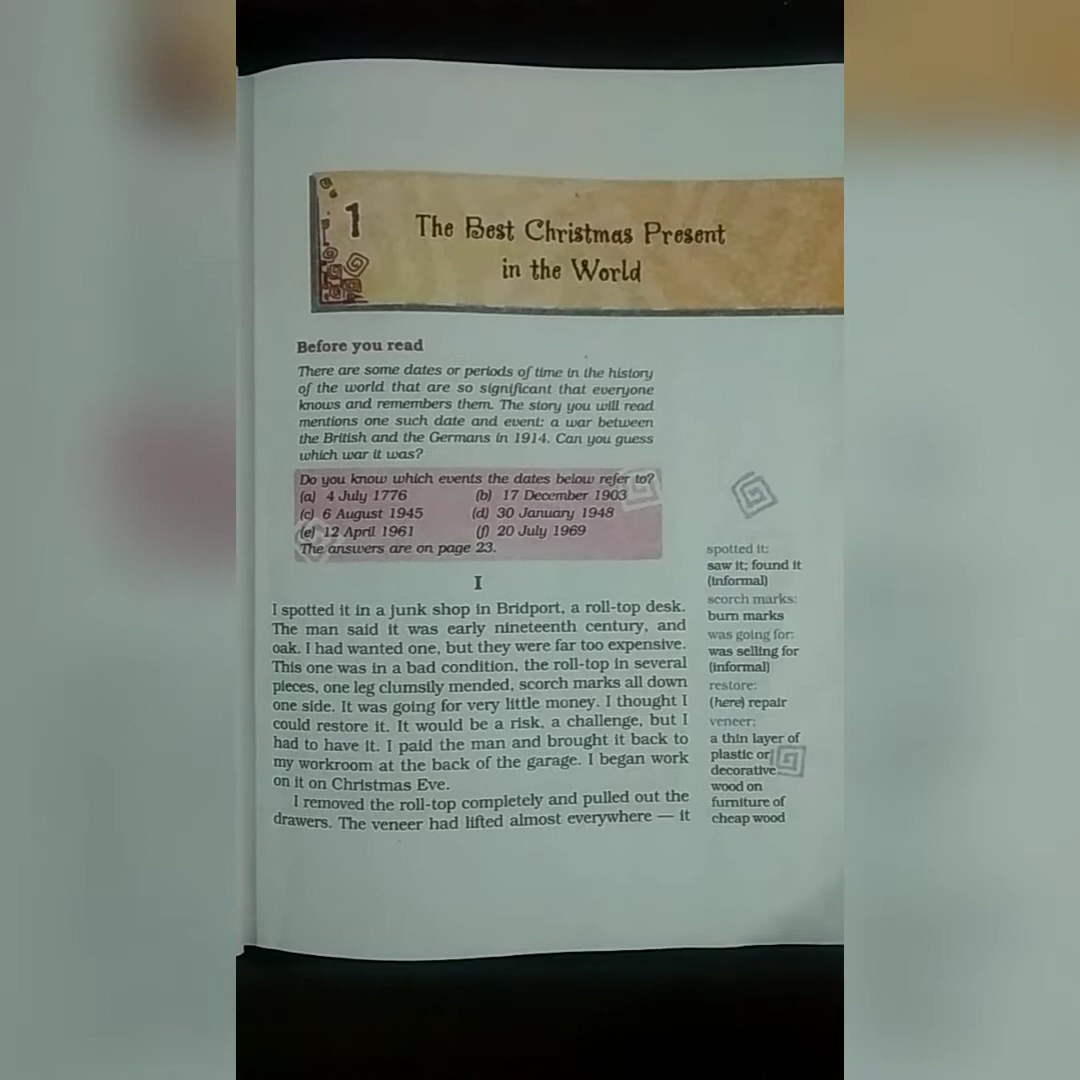 1
The Best Christmas Present
in the World
Before you read
There are some dates or periods of time in the history
of the world that are so significant that everyone
knows and remembers them. The story you will read
mentions one such date and event: a war between
the British and the Germans in 1914. Can you guess
which war it was?
Do you know which events the dates below refer to?
(a) 4 July 1776 (b) 17 December 1903
(c) 6 August 1945 (d) 30 January 1948
(e) 12 April 1961 (f) 20 July 1969
The answers are on page 23.
I
I spotted it in a junk shop in Bridport, a roll-top desk.
The man said it was early nineteenth century, and
oak. I had wanted one, but they were far too expensive.
This one was in a bad condition, the roll-top in several
pieces, one leg clumsily mended, scorch marks all down
one side. It was going for very little money. I thought I
could restore it. It would be a risk, a challenge, but I
had to have it. I paid the man and brought it back to
my workroom at the back of the garage. I began work
on it on Christmas Eve.
I removed the roll-top completely and pulled out the
drawers. The veneer had lifted almost everywhere — it
spotted it:
saw it; found it
(informal)
scorch marks:
burn marks
was going for:
was selling for
(informal)
restore:
(here) repair
veneer:
a thin layer of
plastic or
decorative
wood on
furniture of
cheap wood